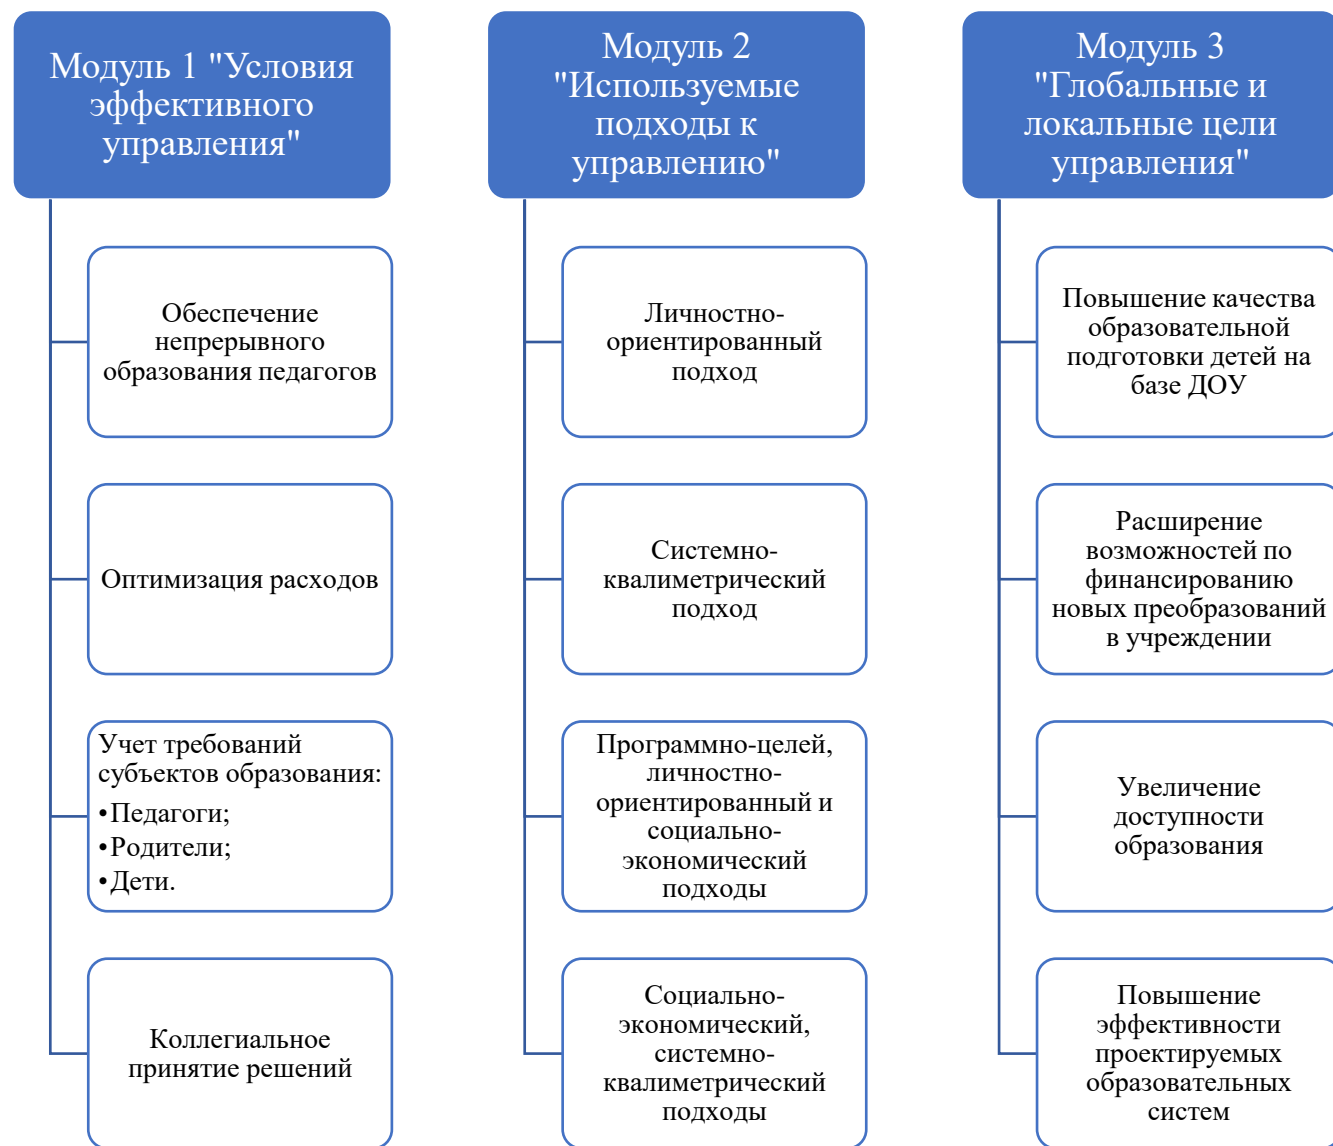 Модуль 1 "Условия
эффективного
управления"
Обеспечение
непрерывного
образования педагогов
Оптимизация расходов
Учет требований
субъектов образования:
•Педагоги;
•Родители;
•Дети.
Коллегиальное
принятие решений
Модуль 2
"Используемые
подходы к
управлению"
Личностно-
ориентированный
подход
Системно-
квалиметрический
подход
Программно-целей,
личностно-
ориентированный и
социально-
экономический
подходы
Социально-
экономический,
системно-
квалиметрический
подходы
Модуль 3
"Глобальные и
локальные цели
управления"
Повышение качества
образовательной
подготовки детей на
базе ДОУ
Расширение
возможностей по
финансированию
новых преобразований
в учреждении
Увеличение
доступности
образования
Повышение
эффективности
проектируемых
образовательных
систем